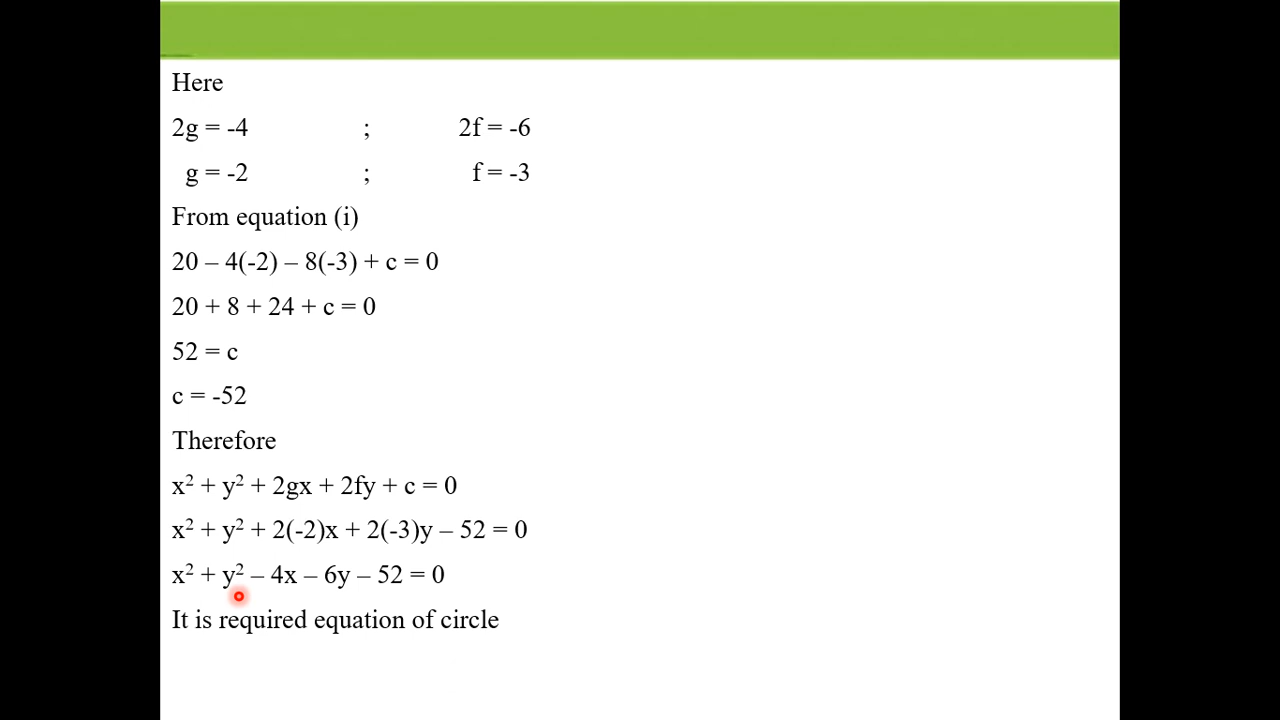 Here
2g = -4 ; 2f = -6
g = -2 ; f = -3
From equation (i)
20 – 4(-2) – 8(-3) + c = 0
20 + 8 + 24 + c = 0
52 = c
c = -52
Therefore
x² + y² + 2gx + 2fy + c = 0
x² + y² + 2(-2)x + 2(-3)y – 52 = 0
x² + y² – 4x – 6y – 52 = 0
It is required equation of circle